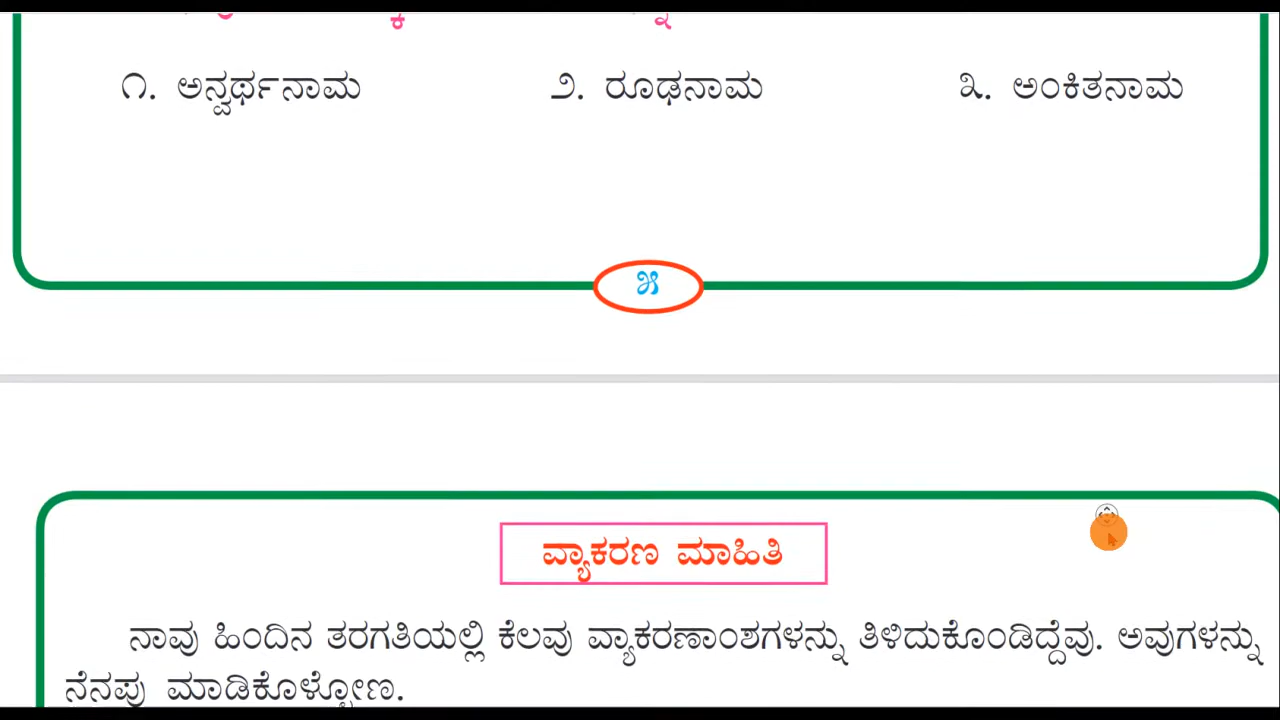 ೧. ಅನ್ವರ್ಥನಾಮ ೨. ರೂಢನಾಮ ೩. ಅಂಕಿತನಾಮ
೫
ವ್ಯಾಕರಣ ಮಾಹಿತಿ
ನಾವು ಹಿಂದಿನ ತರಗತಿಯಲ್ಲಿ ಕೆಲವು ವ್ಯಾಕರಣಾಂಶಗಳನ್ನು ತಿಳಿದುಕೊಂಡಿದ್ದೆವು. ಅವುಗಳನ್ನು
ನೆನಪು ಮಾಡಿಕೊಳ್ಳೋಣ.